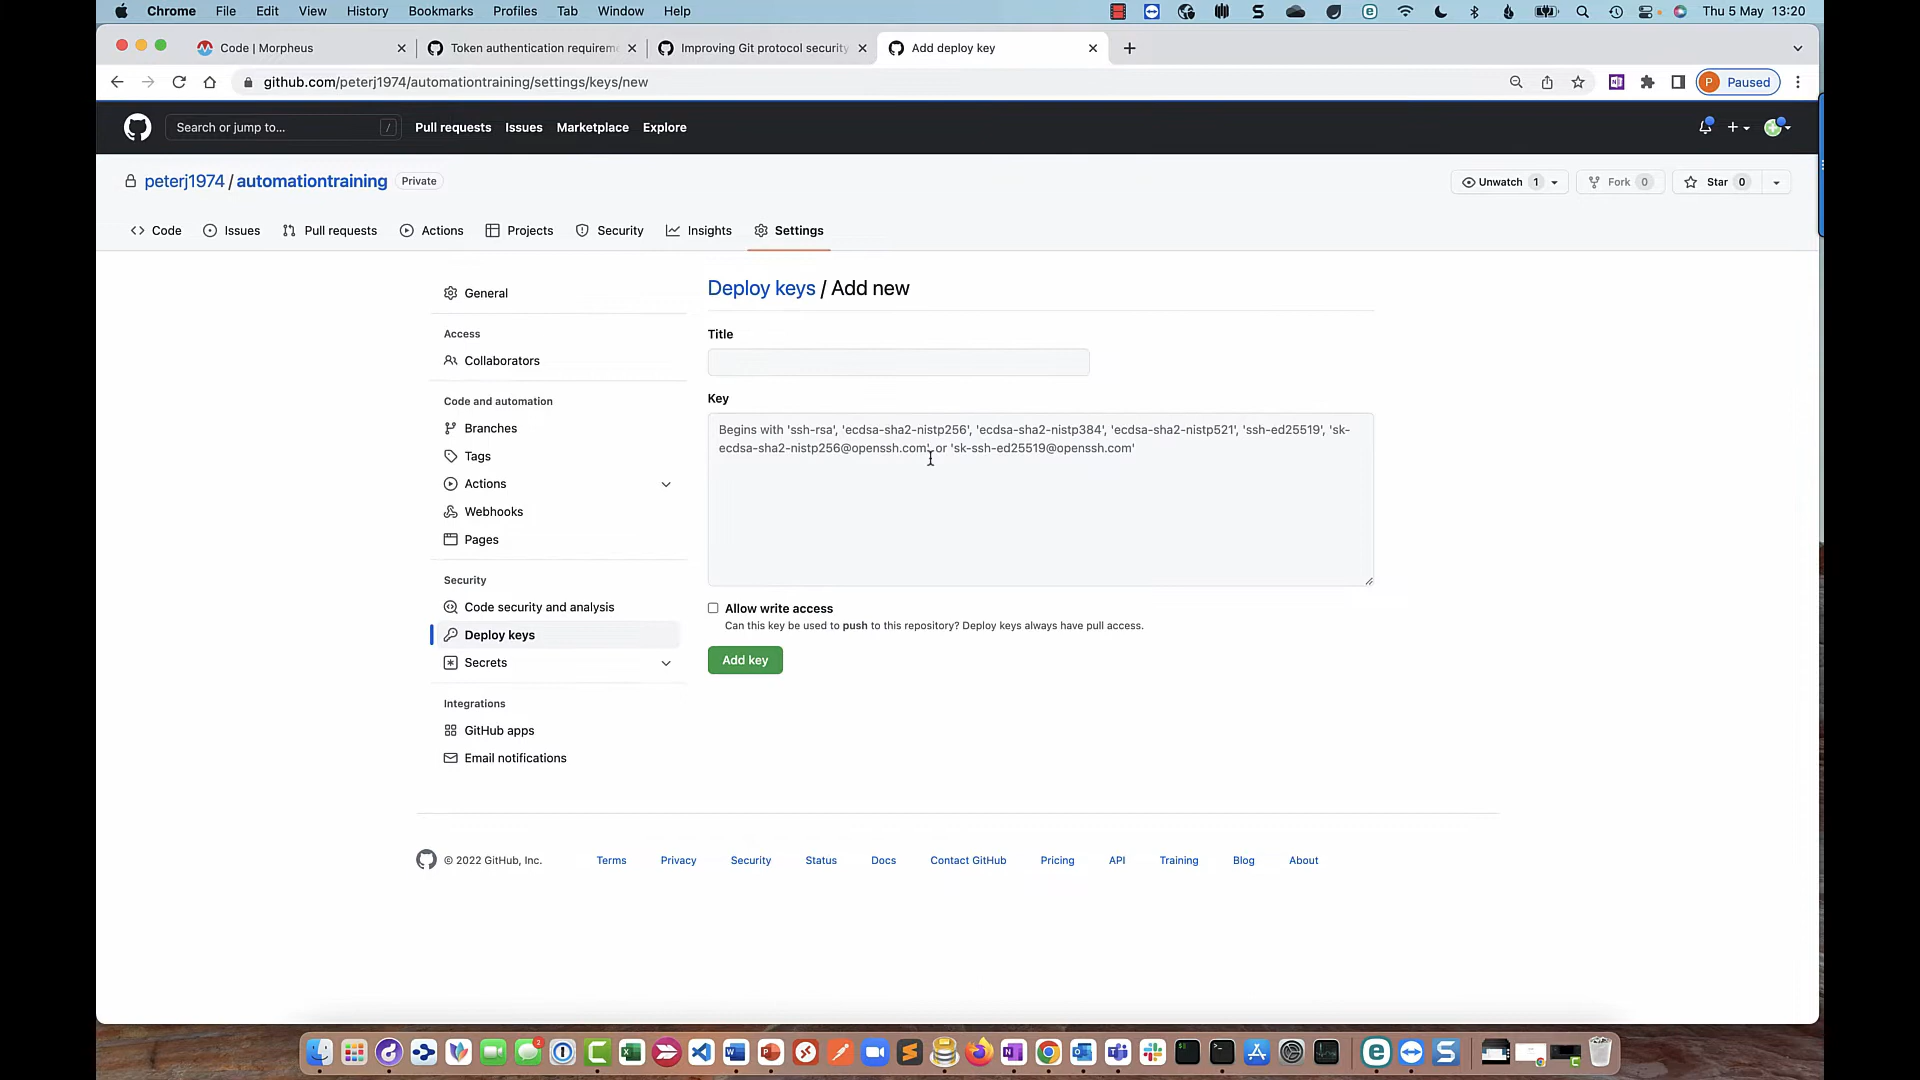 Chrome File Edit View History Bookmarks Profiles Tab Window Help Thu 5 May 13:20
Code | Morpheus Token authentication requirem Improving Git protocol security Add deploy key
github.com/peterj1974/automationtraining/settings/keys/new P Paused
Search or jump to... / Pull requests Issues Marketplace Explore
peterj1974 / automationtraining Private Unwatch 1 Fork 0 Star 0
Code Issues Pull requests Actions Projects Security Insights Settings
General
Access
Collaborators
Code and automation
Branches
Tags
Actions
Webhooks
Pages
Security
Code security and analysis
Deploy keys
Secrets
Integrations
GitHub apps
Email notifications
Deploy keys / Add new
Title
Key
Begins with 'ssh-rsa', 'ecdsa-sha2-nistp256', 'ecdsa-sha2-nistp384', 'ecdsa-sha2-nistp521', 'ssh-ed25519', 'sk-
ecdsa-sha2-nistp256@openssh.com', or 'sk-ssh-ed25519@openssh.com'
Allow write access
Can this key be used to push to this repository? Deploy keys always have pull access.
Add key
© 2022 GitHub, Inc. Terms Privacy Security Status Docs Contact GitHub Pricing API Training Blog About